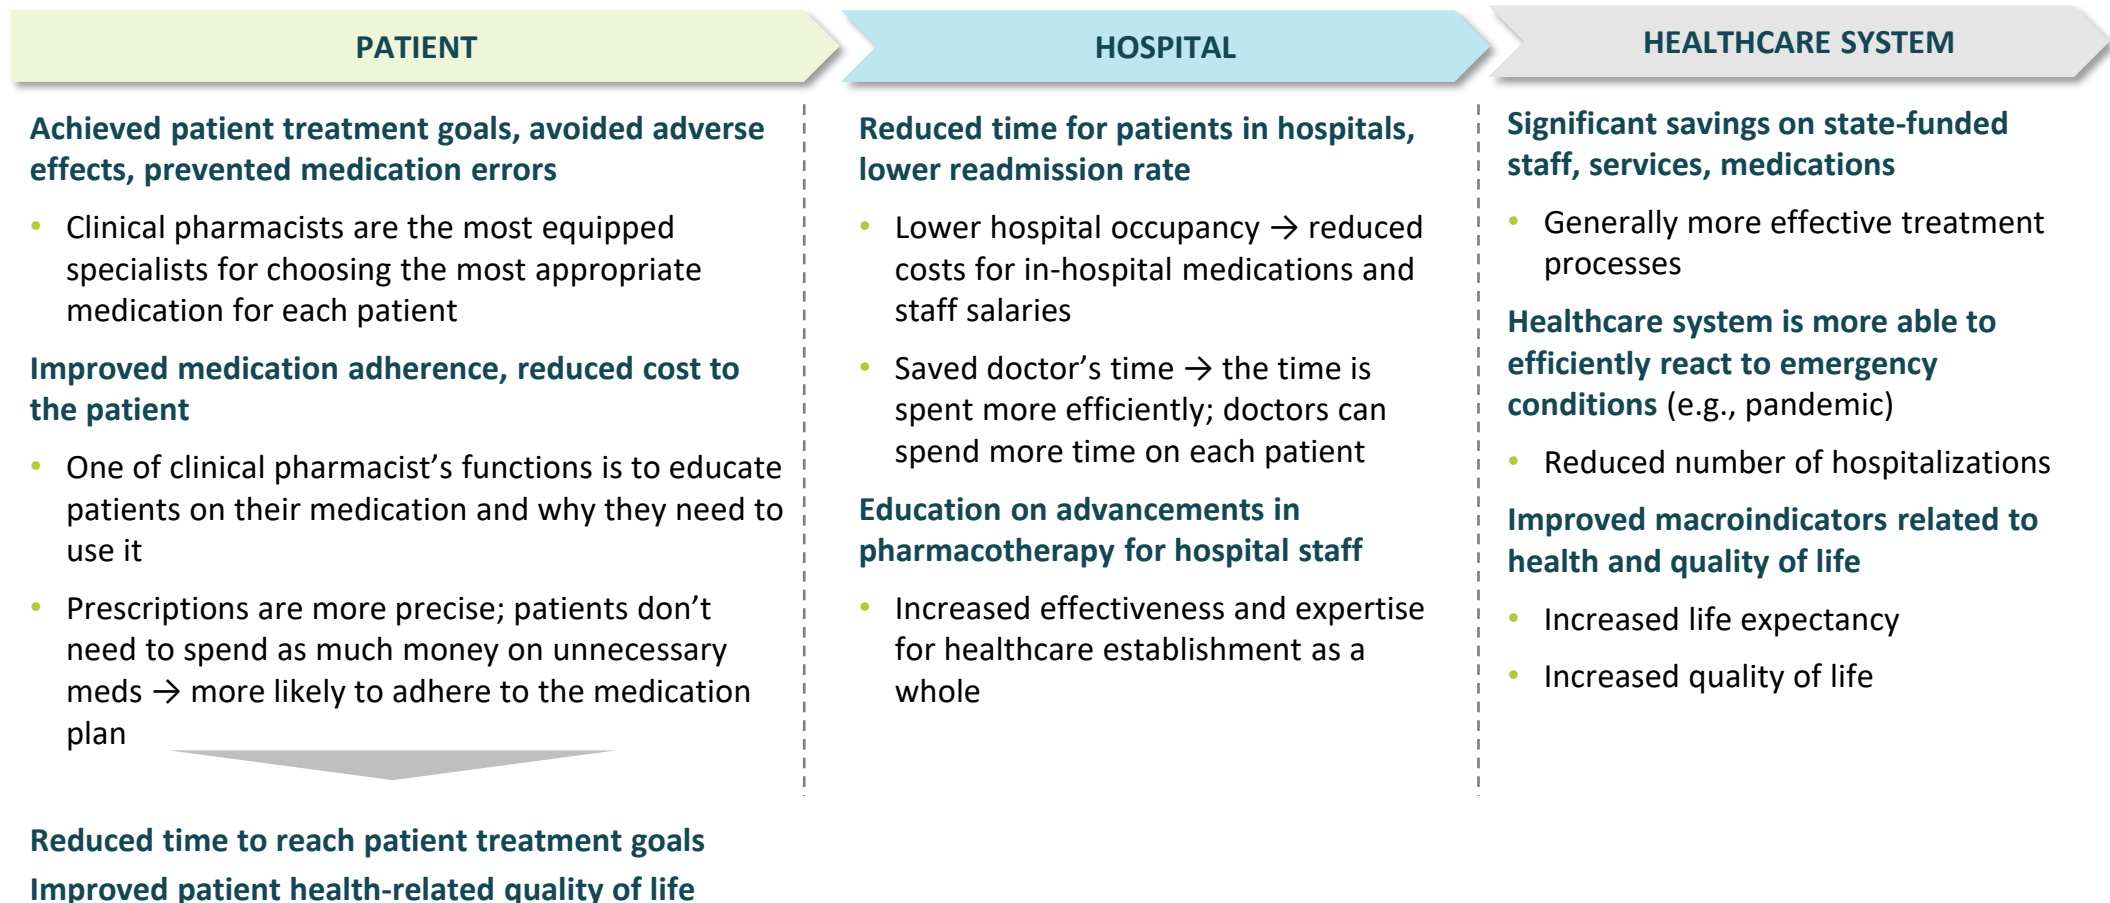 PATIENT
Achieved patient treatment goals, avoided adverse
effects, prevented medication errors
• Clinical pharmacists are the most equipped
specialists for choosing the most appropriate
medication for each patient
Improved medication adherence, reduced cost to
the patient
• One of clinical pharmacist’s functions is to educate
patients on their medication and why they need to
use it
• Prescriptions are more precise; patients don’t
need to spend as much money on unnecessary
meds → more likely to adhere to the medication
plan
Reduced time to reach patient treatment goals
Improved patient health-related quality of life
HOSPITAL
Reduced time for patients in hospitals,
lower readmission rate
• Lower hospital occupancy → reduced
costs for in-hospital medications and
staff salaries
• Saved doctor’s time → the time is
spent more efficiently; doctors can
spend more time on each patient
Education on advancements in
pharmacotherapy for hospital staff
• Increased effectiveness and expertise
for healthcare establishment as a
whole
HEALTHCARE SYSTEM
Significant savings on state-funded
staff, services, medications
• Generally more effective treatment
processes
Healthcare system is more able to
efficiently react to emergency
conditions (e.g., pandemic)
• Reduced number of hospitalizations
Improved macroindicators related to
health and quality of life
• Increased life expectancy
• Increased quality of life